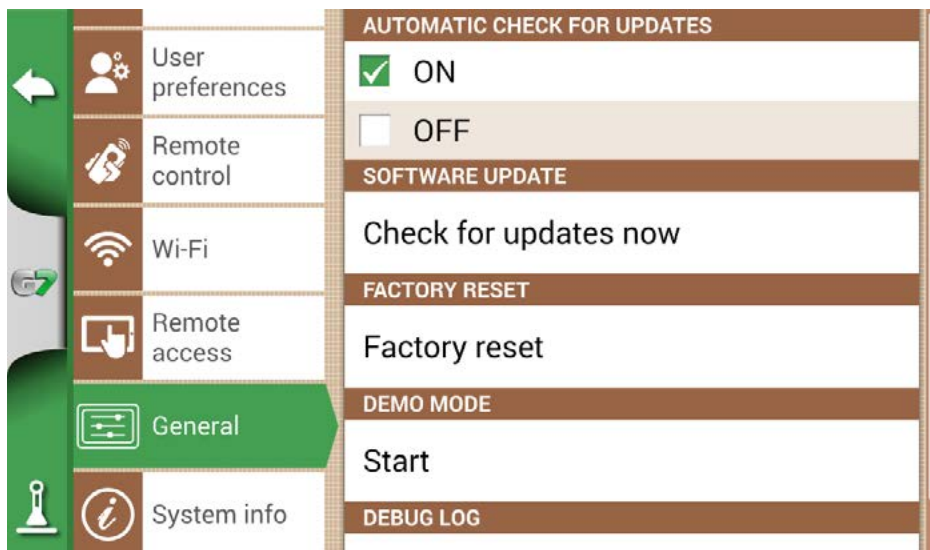 User
preferences
Remote
control
Wi-Fi
G7
Remote
access
General
System info
AUTOMATIC CHECK FOR UPDATES
ON
OFF
SOFTWARE UPDATE
Check for updates now
FACTORY RESET
Factory reset
DEMO MODE
Start
DEBUG LOG